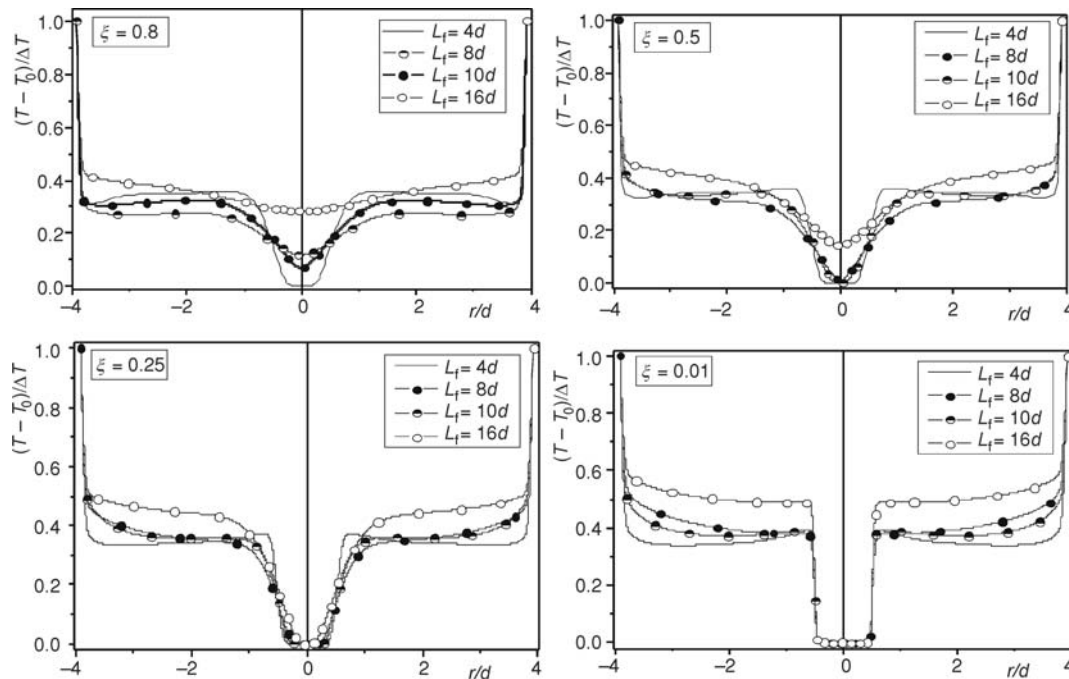 ξ = 0.8
L_f = 4d
L_f = 8d
L_f = 10d
L_f = 16d
(T − T_0)/ΔT
1.0
0.8
0.6
0.4
0.2
0.0
−4
−2
0
2
r/d
4
ξ = 0.5
L_f = 4d
L_f = 8d
L_f = 10d
L_f = 16d
(T − T_0)/ΔT
1.0
0.8
0.6
0.4
0.2
0.0
−4
−2
0
2
r/d
4
ξ = 0.25
L_f = 4d
L_f = 8d
L_f = 10d
L_f = 16d
(T − T_0)/ΔT
1.0
0.8
0.6
0.4
0.2
0.0
−4
−2
0
2
r/d
4
ξ = 0.01
L_f = 4d
L_f = 8d
L_f = 10d
L_f = 16d
(T − T_0)/ΔT
1.0
0.8
0.6
0.4
0.2
0.0
−4
−2
0
2
r/d
4